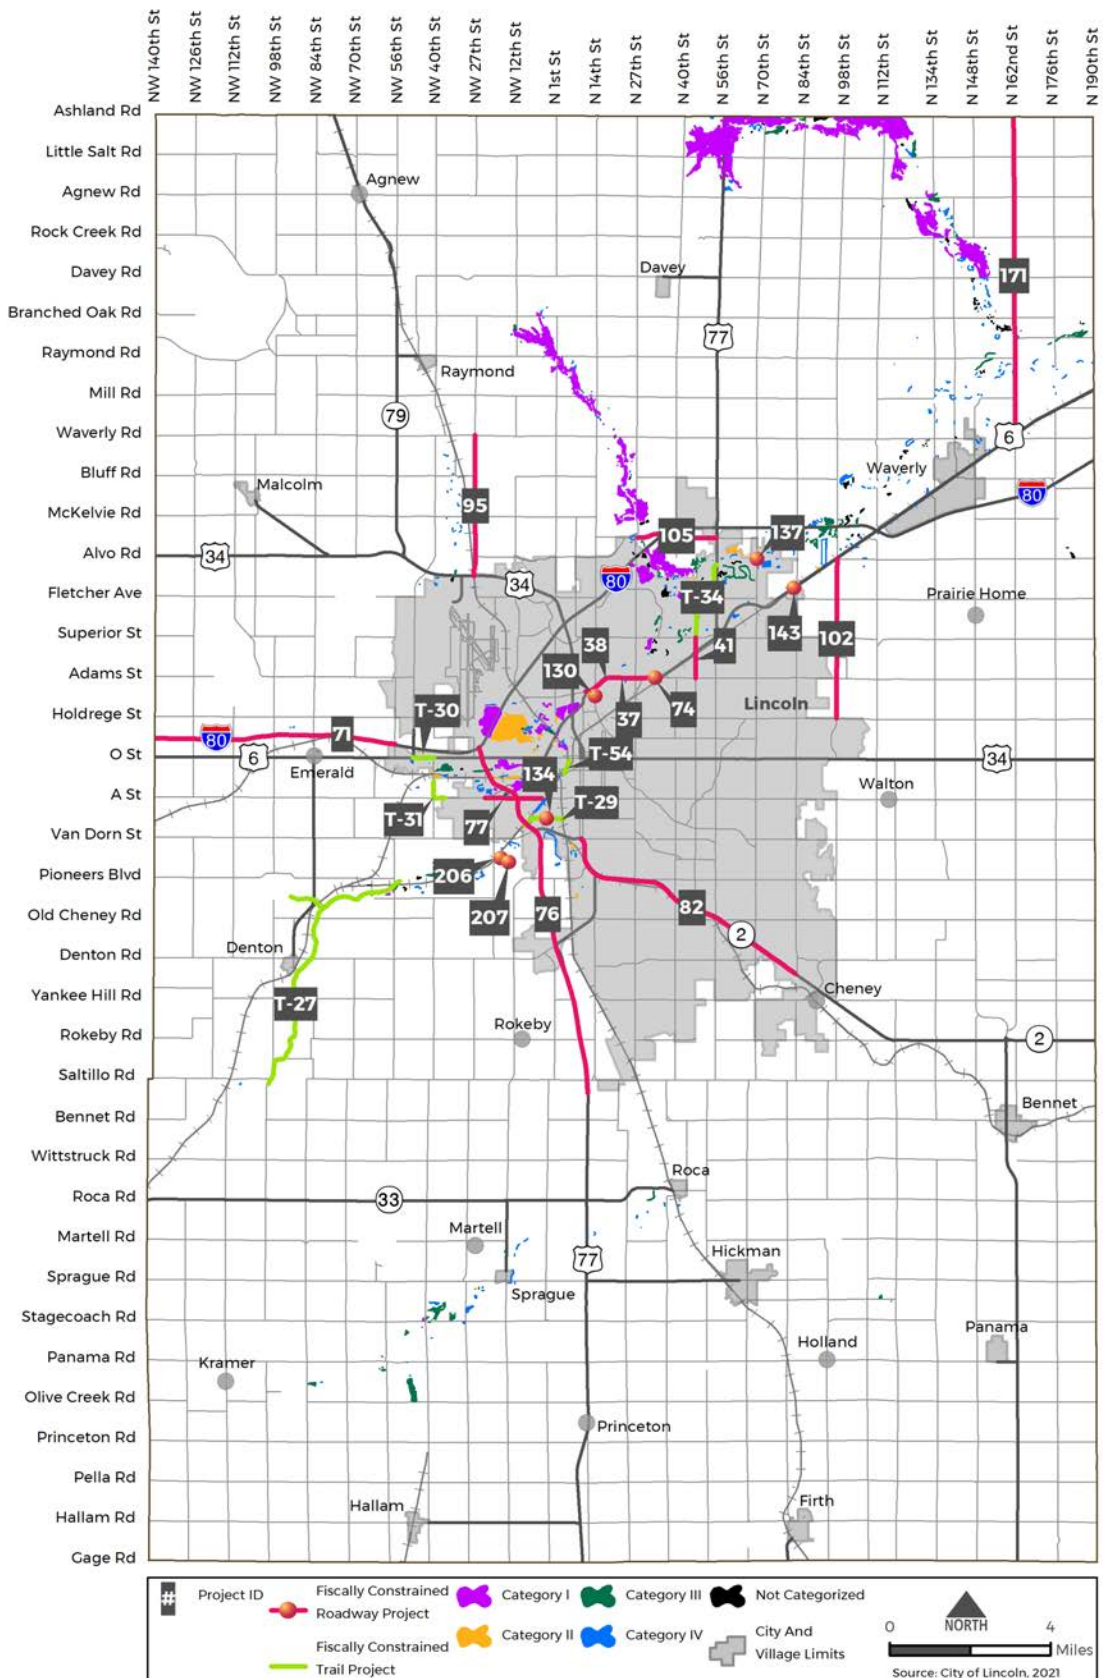 NW 140th St
NW 126th St
NW 112th St
NW 98th St
NW 84th St
NW 70th St
NW 56th St
NW 40th St
NW 27th St
NW 12th St
N 1st St
N 14th St
N 27th St
N 40th St
N 56th St
N 70th St
N 84th St
N 98th St
N 112th St
N 134th St
N 148th St
N 162nd St
N 176th St
N 190th St
Ashland Rd
Little Salt Rd
Agnew Rd
Rock Creek Rd
Davey Rd
Branched Oak Rd
Raymond Rd
Mill Rd
Waverly Rd
Bluff Rd
McKelvie Rd
Alvo Rd
Fletcher Ave
Superior St
Adams St
Holdrege St
O St
A St
Van Dorn St
Pioneers Blvd
Old Cheney Rd
Denton Rd
Yankee Hill Rd
Rokeby Rd
Saltillo Rd
Bennet Rd
Wittstruck Rd
Roca Rd
Martell Rd
Sprague Rd
Stagecoach Rd
Panama Rd
Olive Creek Rd
Princeton Rd
Pella Rd
Hallam Rd
Gage Rd
Agnew
Davey
171
77
Raymond
79
6
Waverly
80
Malcolm
95
105
137
34
34
80
T-34
Prairie Home
38
41
143
102
130
74
Lincoln
T-30
37
80
71
6
T-54
34
Emerald
134
Walton
T-29
T-31
77
206
207
76
82
2
Denton
Cheney
T-27
Rokeby
2
Bennet
Roca
33
Martell
77
Hickman
Sprague
Holland
Panama
Kramer
Princeton
Hallam
Firth
# Project ID
Fiscally Constrained
Roadway Project
Fiscally Constrained
Trail Project
Category I
Category II
Category III
Category IV
Not Categorized
City And
Village Limits
NORTH
0 4
Miles
Source: City of Lincoln, 2021